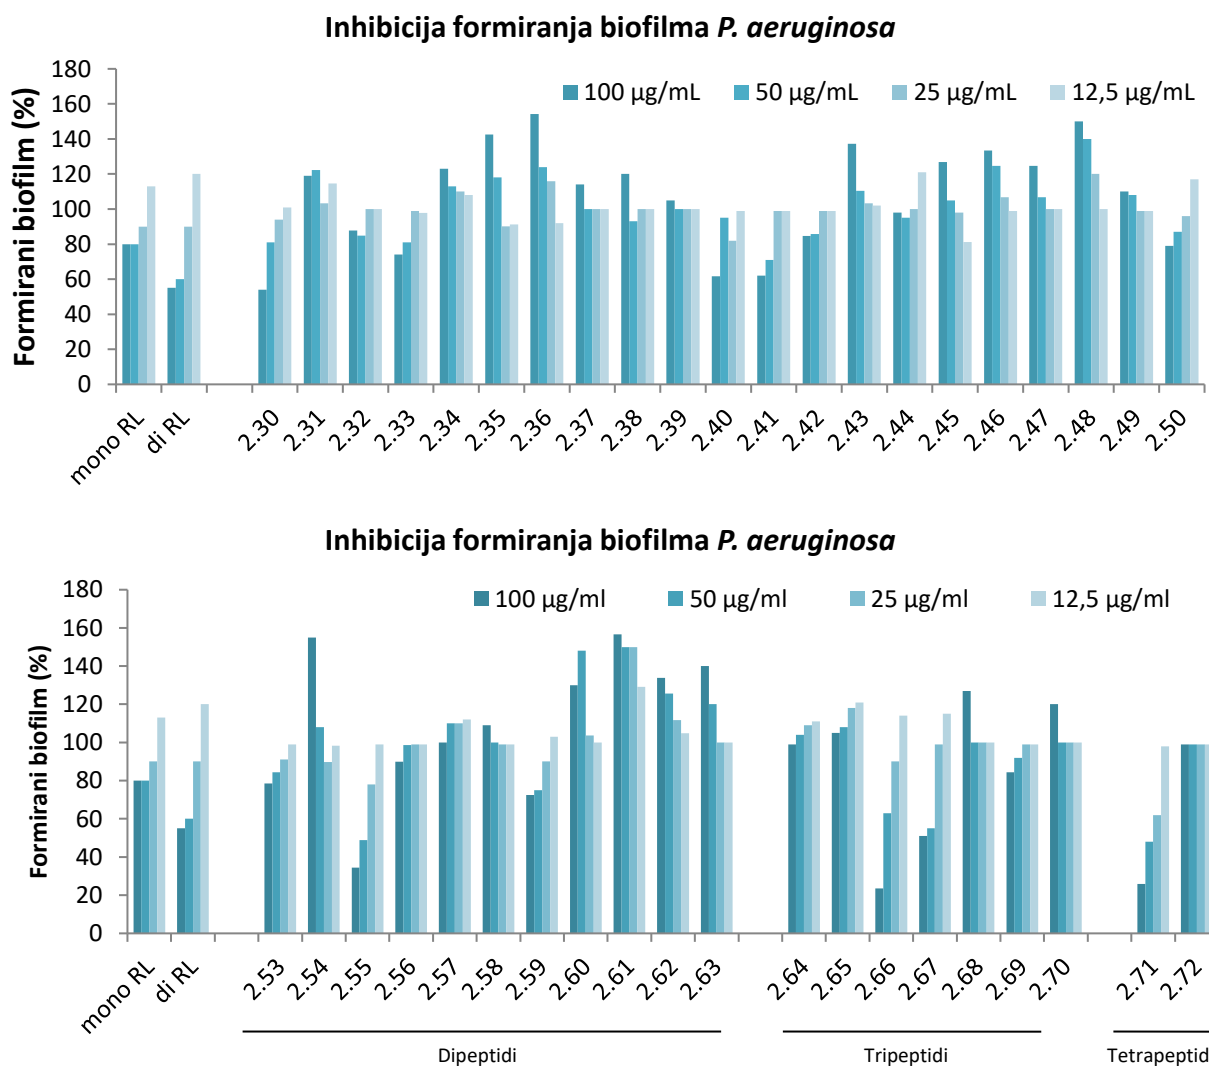 Inhibicija formiranja biofilma P. aeruginosa
Formirani biofilm (%)
180
160
140
120
100
80
60
40
20
0
100 µg/mL 50 µg/mL 25 µg/mL 12,5 µg/mL
mono RL di RL 2.30 2.31 2.32 2.33 2.34 2.35 2.36 2.37 2.38 2.39 2.40 2.41 2.42 2.43 2.44 2.45 2.46 2.47 2.48 2.49 2.50
Inhibicija formiranja biofilma P. aeruginosa
Formirani biofilm (%)
180
160
140
120
100
80
60
40
20
0
100 µg/ml 50 µg/ml 25 µg/ml 12,5 µg/ml
mono RL di RL 2.53 2.54 2.55 2.56 2.57 2.58 2.59 2.60 2.61 2.62 2.63 2.64 2.65 2.66 2.67 2.68 2.69 2.70 2.71 2.72
Dipeptidi Tripeptidi Tetrapeptid